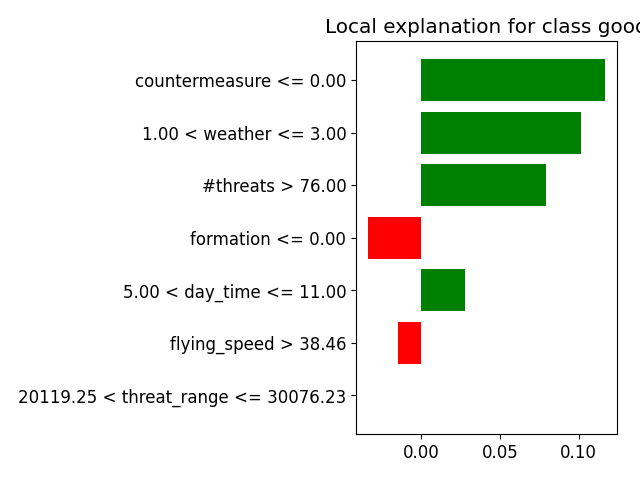 Local explanation for class good
countermeasure <= 0.00
1.00 < weather <= 3.00
#threats > 76.00
formation <= 0.00
5.00 < day_time <= 11.00
flying_speed > 38.46
20119.25 < threat_range <= 30076.23
0.00 0.05 0.10